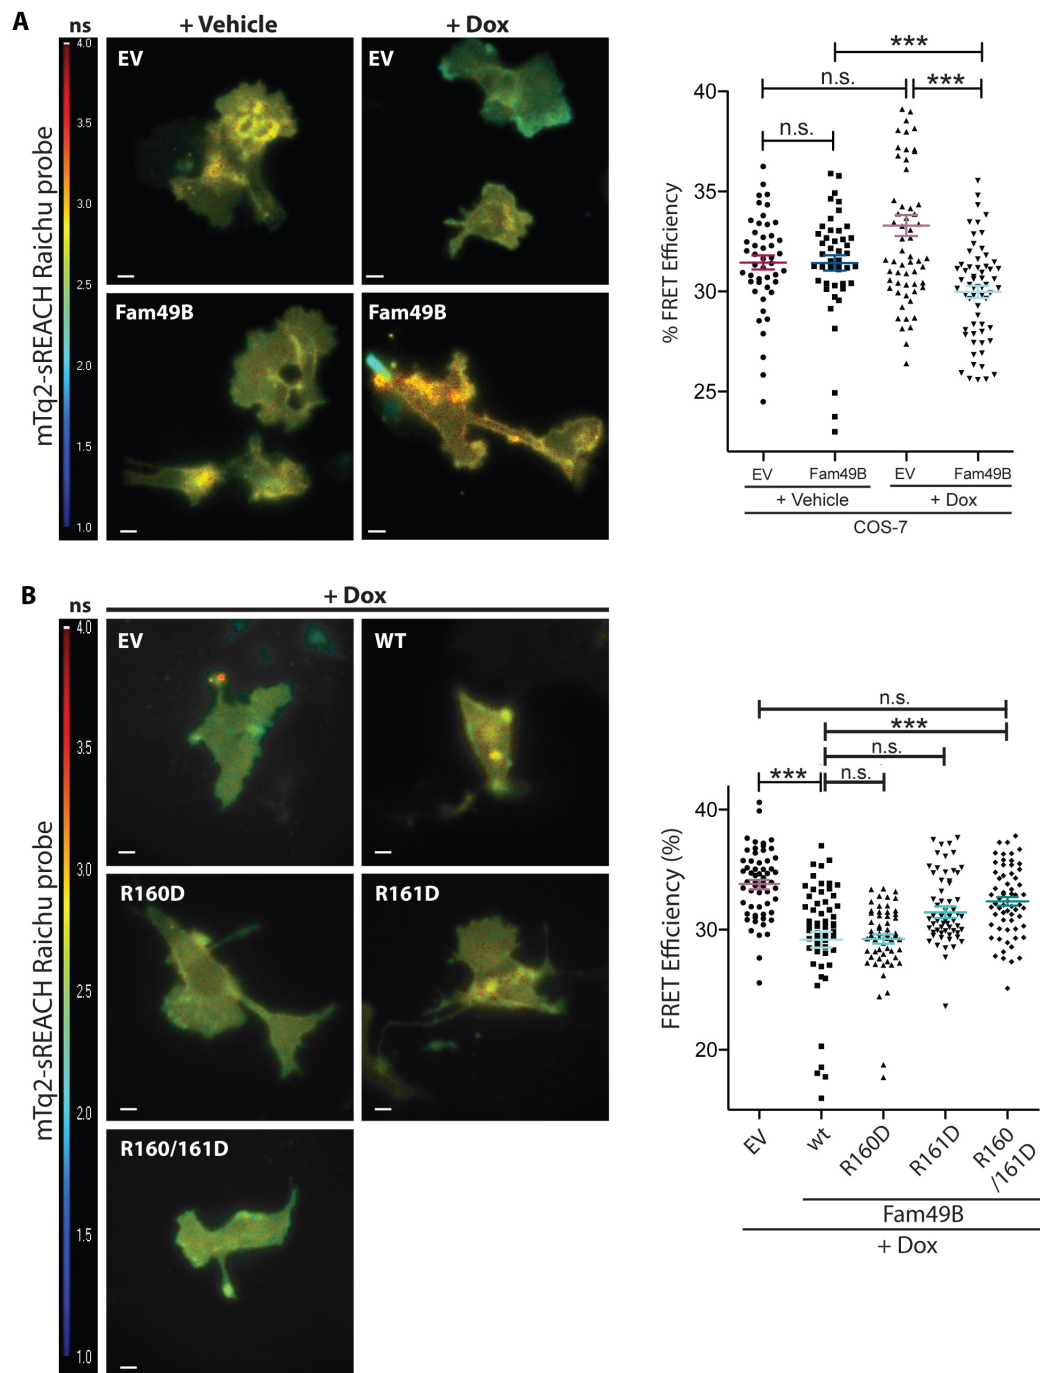 A
ns
+ Vehicle
+ Dox
4.0
3.5
3.0
2.5
2.0
1.5
1.0
mTq2-sREACH Raichu probe
EV
EV
Fam49B
Fam49B
***
n.s.
***
n.s.
40
35
30
25
% FRET Efficiency
EV
Fam49B
EV
Fam49B
+ Vehicle
+ Dox
COS-7
B
ns
+ Dox
4.0
3.5
3.0
2.5
2.0
1.5
1.0
mTq2-sREACH Raichu probe
EV
WT
R160D
R161D
R160/161D
n.s.
***
n.s.
***
n.s.
40
30
20
FRET Efficiency (%)
EV
wt
R160D
R161D
R160
/161D
Fam49B
+ Dox